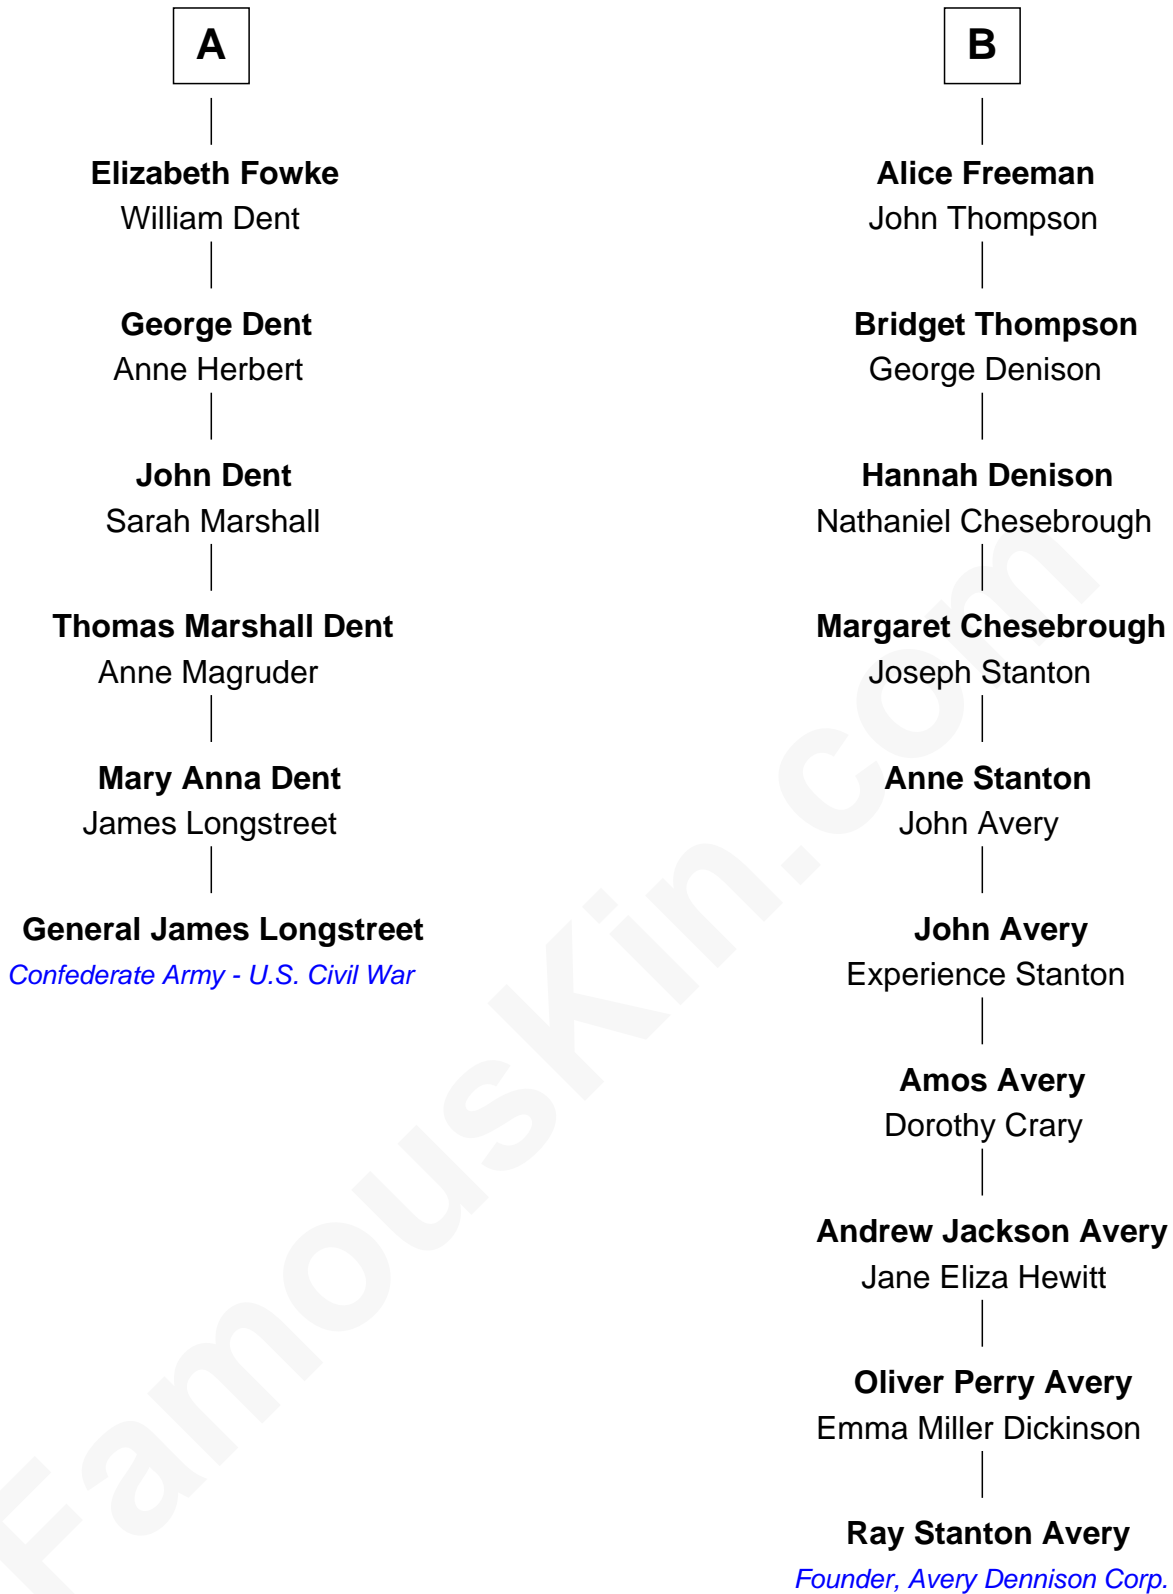 A
Elizabeth Fowke
William Dent
George Dent
Anne Herbert
John Dent
Sarah Marshall
Thomas Marshall Dent
Anne Magruder
Mary Anna Dent
James Longstreet
General James Longstreet
Confederate Army - U.S. Civil War
B
Alice Freeman
John Thompson
Bridget Thompson
George Denison
Hannah Denison
Nathaniel Chesebrough
Margaret Chesebrough
Joseph Stanton
Anne Stanton
John Avery
John Avery
Experience Stanton
Amos Avery
Dorothy Crary
Andrew Jackson Avery
Jane Eliza Hewitt
Oliver Perry Avery
Emma Miller Dickinson
Ray Stanton Avery
Founder, Avery Dennison Corp.
FamousKin.com